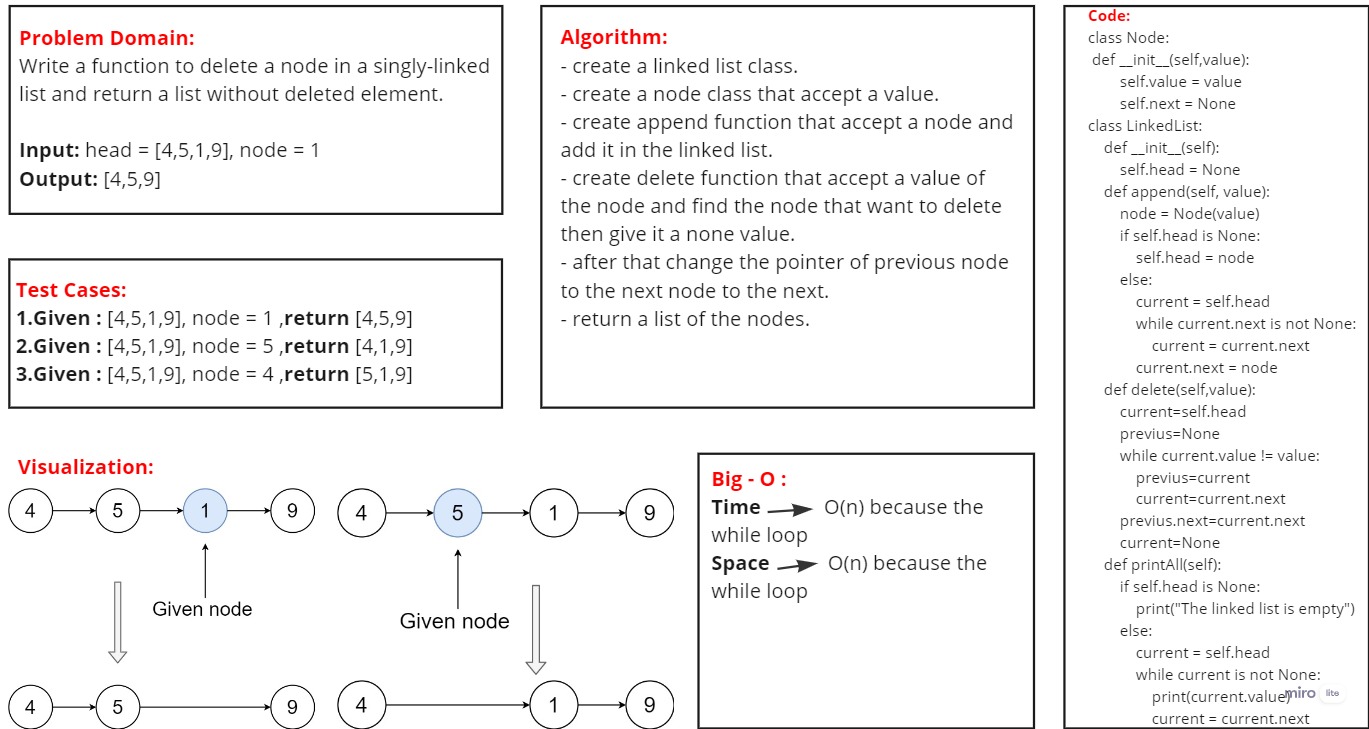 Problem Domain:
Write a function to delete a node in a singly-linked
list and return a list without deleted element.
Input: head = [4,5,1,9], node = 1
Output: [4,5,9]
Test Cases:
1.Given : [4,5,1,9], node = 1 ,return [4,5,9]
2.Given : [4,5,1,9], node = 5 ,return [4,1,9]
3.Given : [4,5,1,9], node = 4 ,return [5,1,9]
Algorithm:
- create a linked list class.
- create a node class that accept a value.
- create append function that accept a node and
add it in the linked list.
- create delete function that accept a value of
the node and find the node that want to delete
then give it a none value.
- after that change the pointer of previous node
to the next node to the next.
- return a list of the nodes.
Visualization:
4 5 1 9
Given node
4 5 9
4 5 1 9
Given node
4 1 9
Big - O :
Time O(n) because the
while loop
Space O(n) because the
while loop
Code:
class Node:
def __init__(self,value):
self.value = value
self.next = None
class LinkedList:
def __init__(self):
self.head = None
def append(self, value):
node = Node(value)
if self.head is None:
self.head = node
else:
current = self.head
while current.next is not None:
current = current.next
current.next = node
def delete(self,value):
current=self.head
previus=None
while current.value != value:
previus=current
current=current.next
previus.next=current.next
current=None
def printAll(self):
if self.head is None:
print("The linked list is empty")
else:
current = self.head
while current is not None:
print(current.value)
current = current.next
miro lite